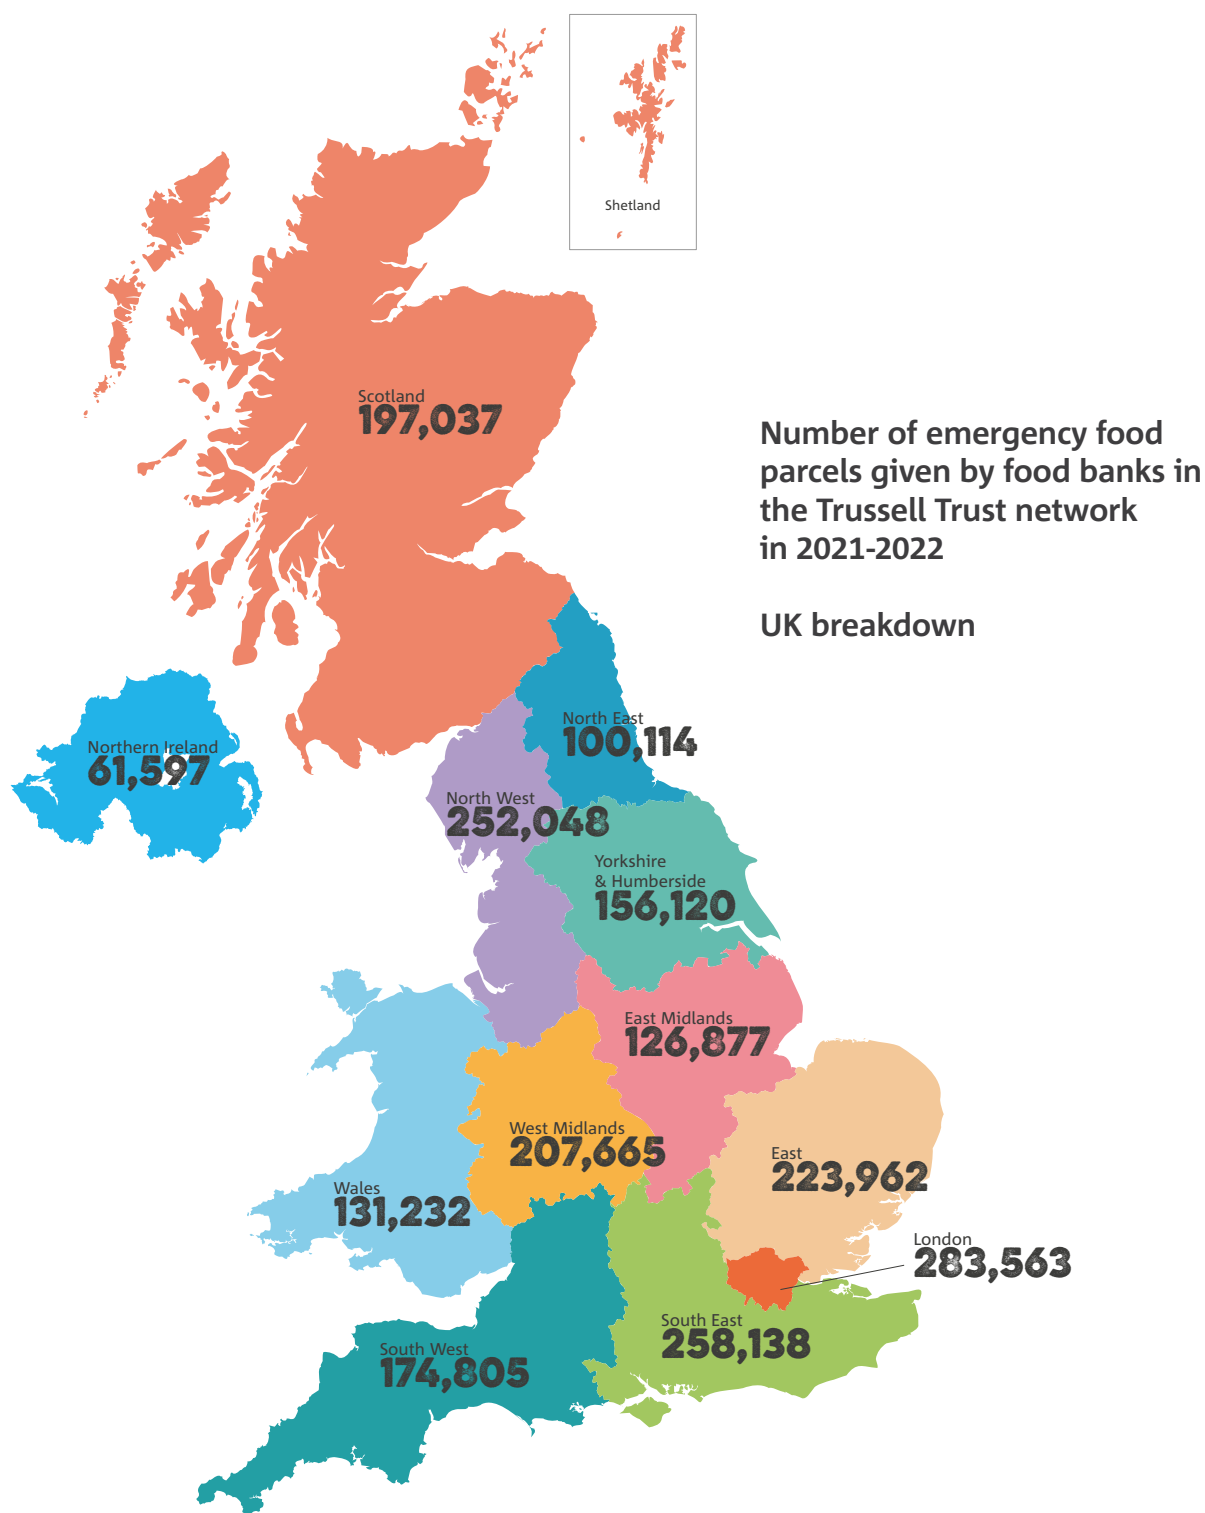 Shetland
Scotland
197,037
Number of emergency food
parcels given by food banks in
the Trussell Trust network
in 2021-2022
UK breakdown
North East
100,114
Northern Ireland
61,597
North West
252,048
Yorkshire
& Humberside
156,120
East Midlands
126,877
West Midlands
207,665
East
223,962
Wales
131,232
London
283,563
South East
258,138
South West
174,805